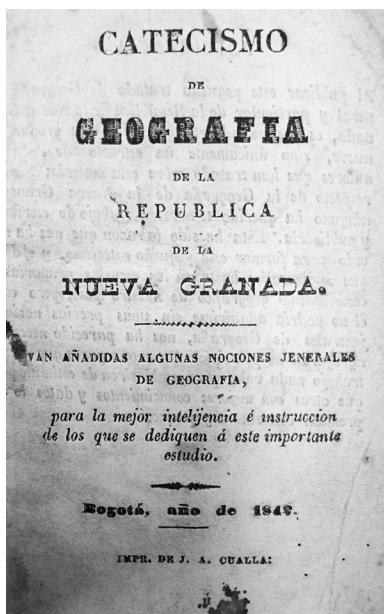 CATECISMO
DE
GEOGRAFIA
DE LA
REPUBLICA
DE LA
NUEVA GRANADA.
VAN AÑADIDAS ALGUNAS NOCIONES JENERALES
DE GEOGRAFIA,
para la mejor intelijencia é instruccion
de los que se dediquen á este importante
estudio.
Bogotá, año de 1842.
IMPR. DE J. A. CUALLA: